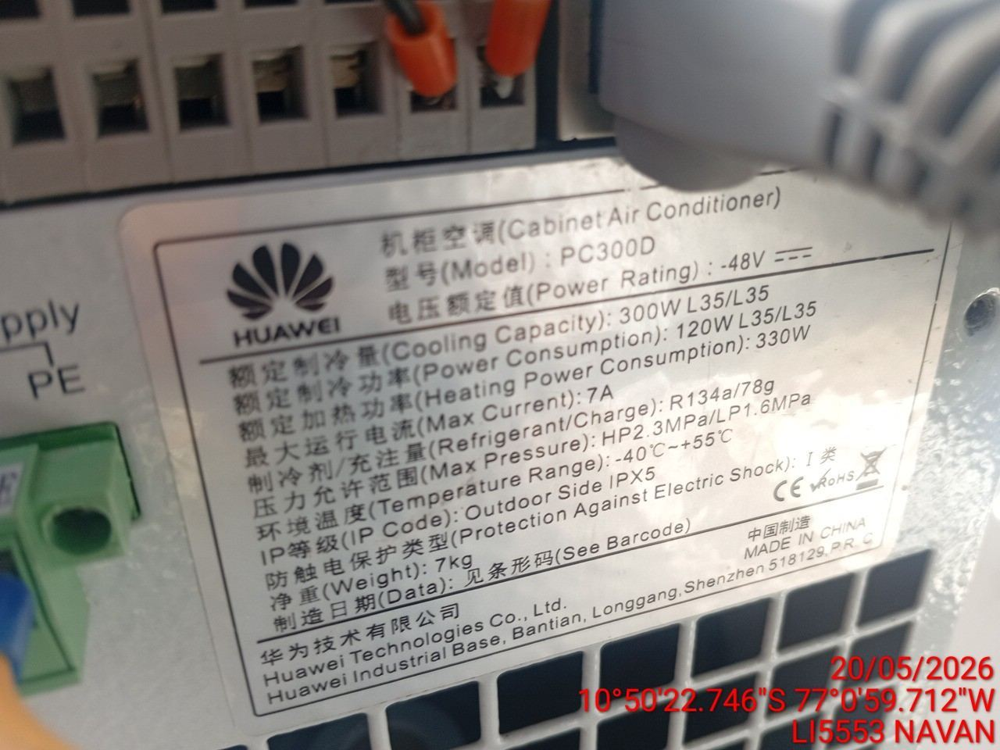 机柜空调(Cabinet Air Conditioner)
型号(Model) : PC300D
电压额定值(Power Rating) : -48V
HUAWEI
额定制冷量(Cooling Capacity): 300W L35/L35
额定制冷功率(Power Consumption): 120W L35/L35
额定加热功率(Heating Power Consumption): 330W
最大运行电流(Max Current): 7A
制冷剂/充注量(Refrigerant/Charge): R134a/78g
压力允许范围(Max Pressure): HP2.3MPa/LP1.6MPa
环境温度(Temperature Range): -40℃~+55℃
IP等级(IP Code): Outdoor Side IPX5
防触电保护类型(Protection Against Electric Shock): I 类
净重(Weight): 7kg
CE RoHS
制造日期(Data): 见条形码(See Barcode)
中国制造
MADE IN CHINA
华为技术有限公司
Huawei Technologies Co., Ltd.
Huawei Industrial Base, Bantian, Longgang,Shenzhen 518129,P.R. C
pply
PE
20/05/2026
10°50'22.746"S 77°0'59.712"W
LI5553 NAVAN